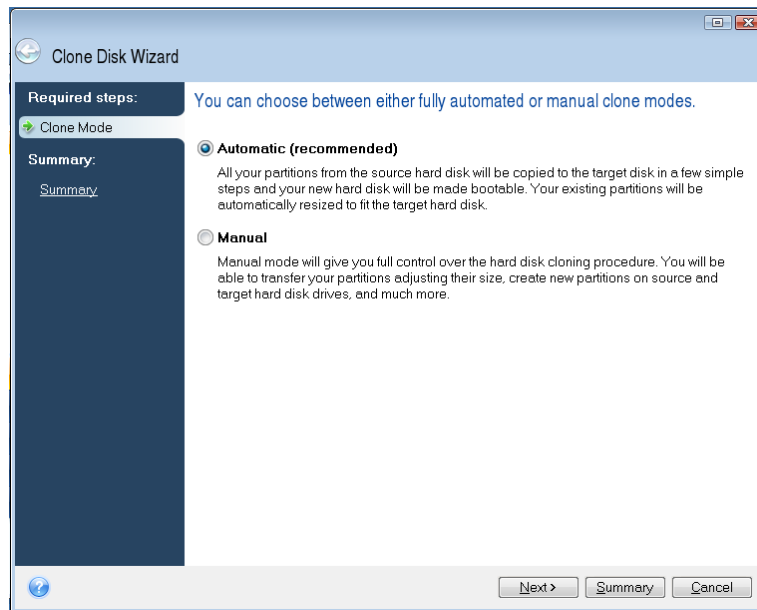 Clone Disk Wizard
Required steps:
Clone Mode
Summary:
Summary
You can choose between either fully automated or manual clone modes.
Automatic (recommended)
All your partitions from the source hard disk will be copied to the target disk in a few simple
steps and your new hard disk will be made bootable. Your existing partitions will be
automatically resized to fit the target hard disk.
Manual
Manual mode will give you full control over the hard disk cloning procedure. You will be
able to transfer your partitions adjusting their size, create new partitions on source and
target hard disk drives, and much more.
Next >
Summary
Cancel